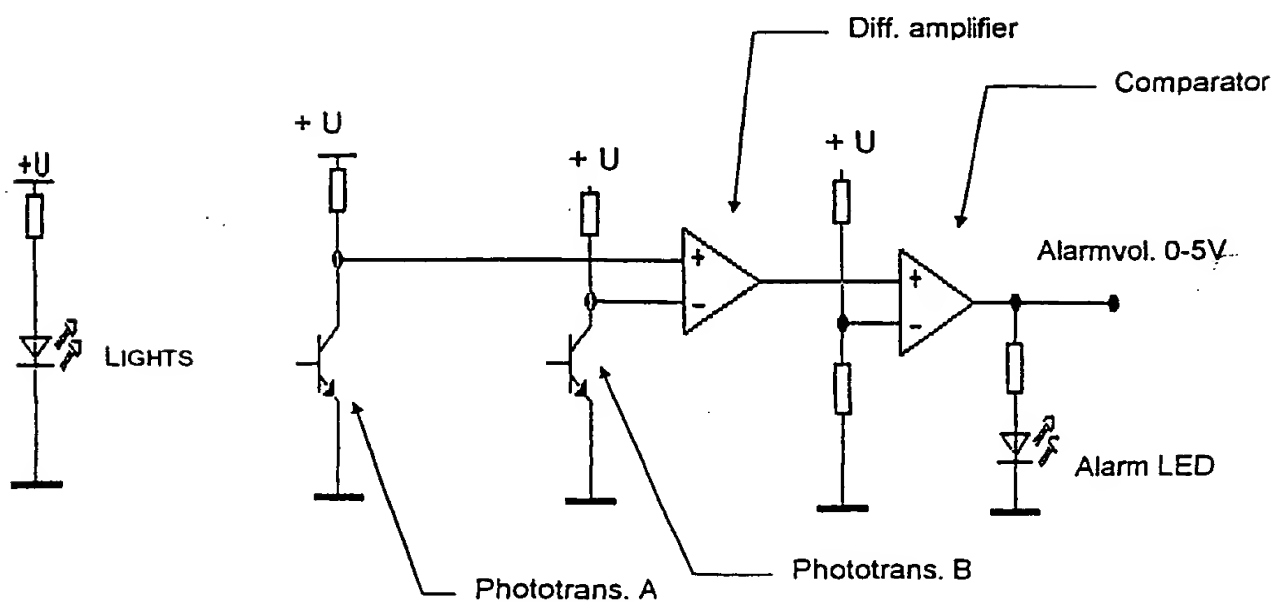 Diff. amplifier
Comparator
+ U
+ U
+ U
+U
+
-
+
-
Alarmvol. 0-5V
LIGHTS
Alarm LED
Phototrans. B
Phototrans. A